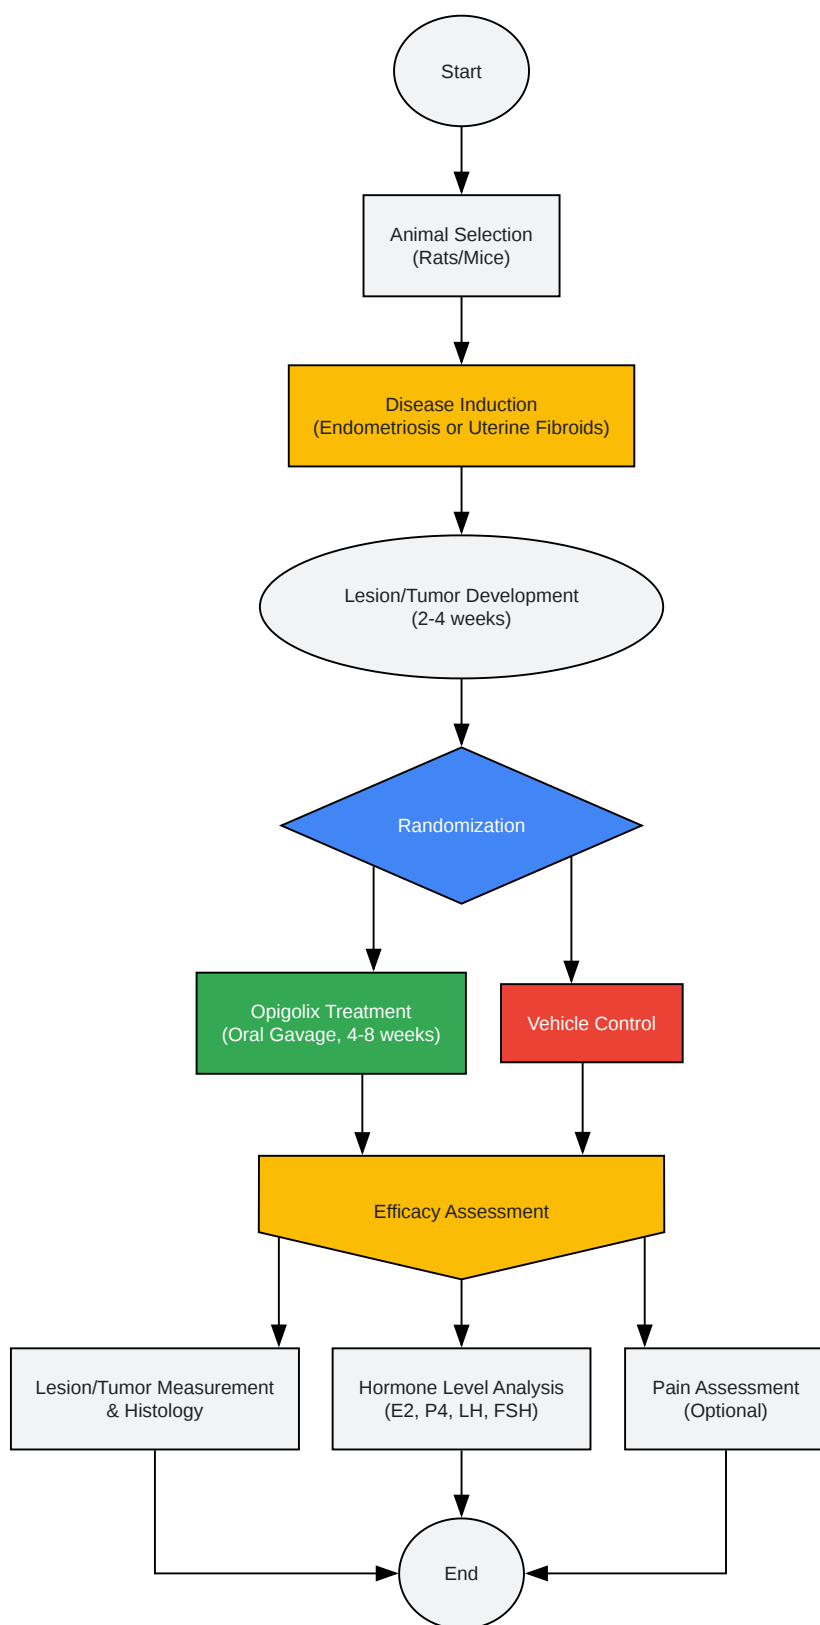 Start
Animal Selection
(Rats/Mice)
Disease Induction
(Endometriosis or Uterine Fibroids)
Lesion/Tumor Development
(2-4 weeks)
Randomization
Opigolix Treatment
(Oral Gavage, 4-8 weeks)
Vehicle Control
Efficacy Assessment
Lesion/Tumor Measurement
& Histology
Hormone Level Analysis
(E2, P4, LH, FSH)
Pain Assessment
(Optional)
End